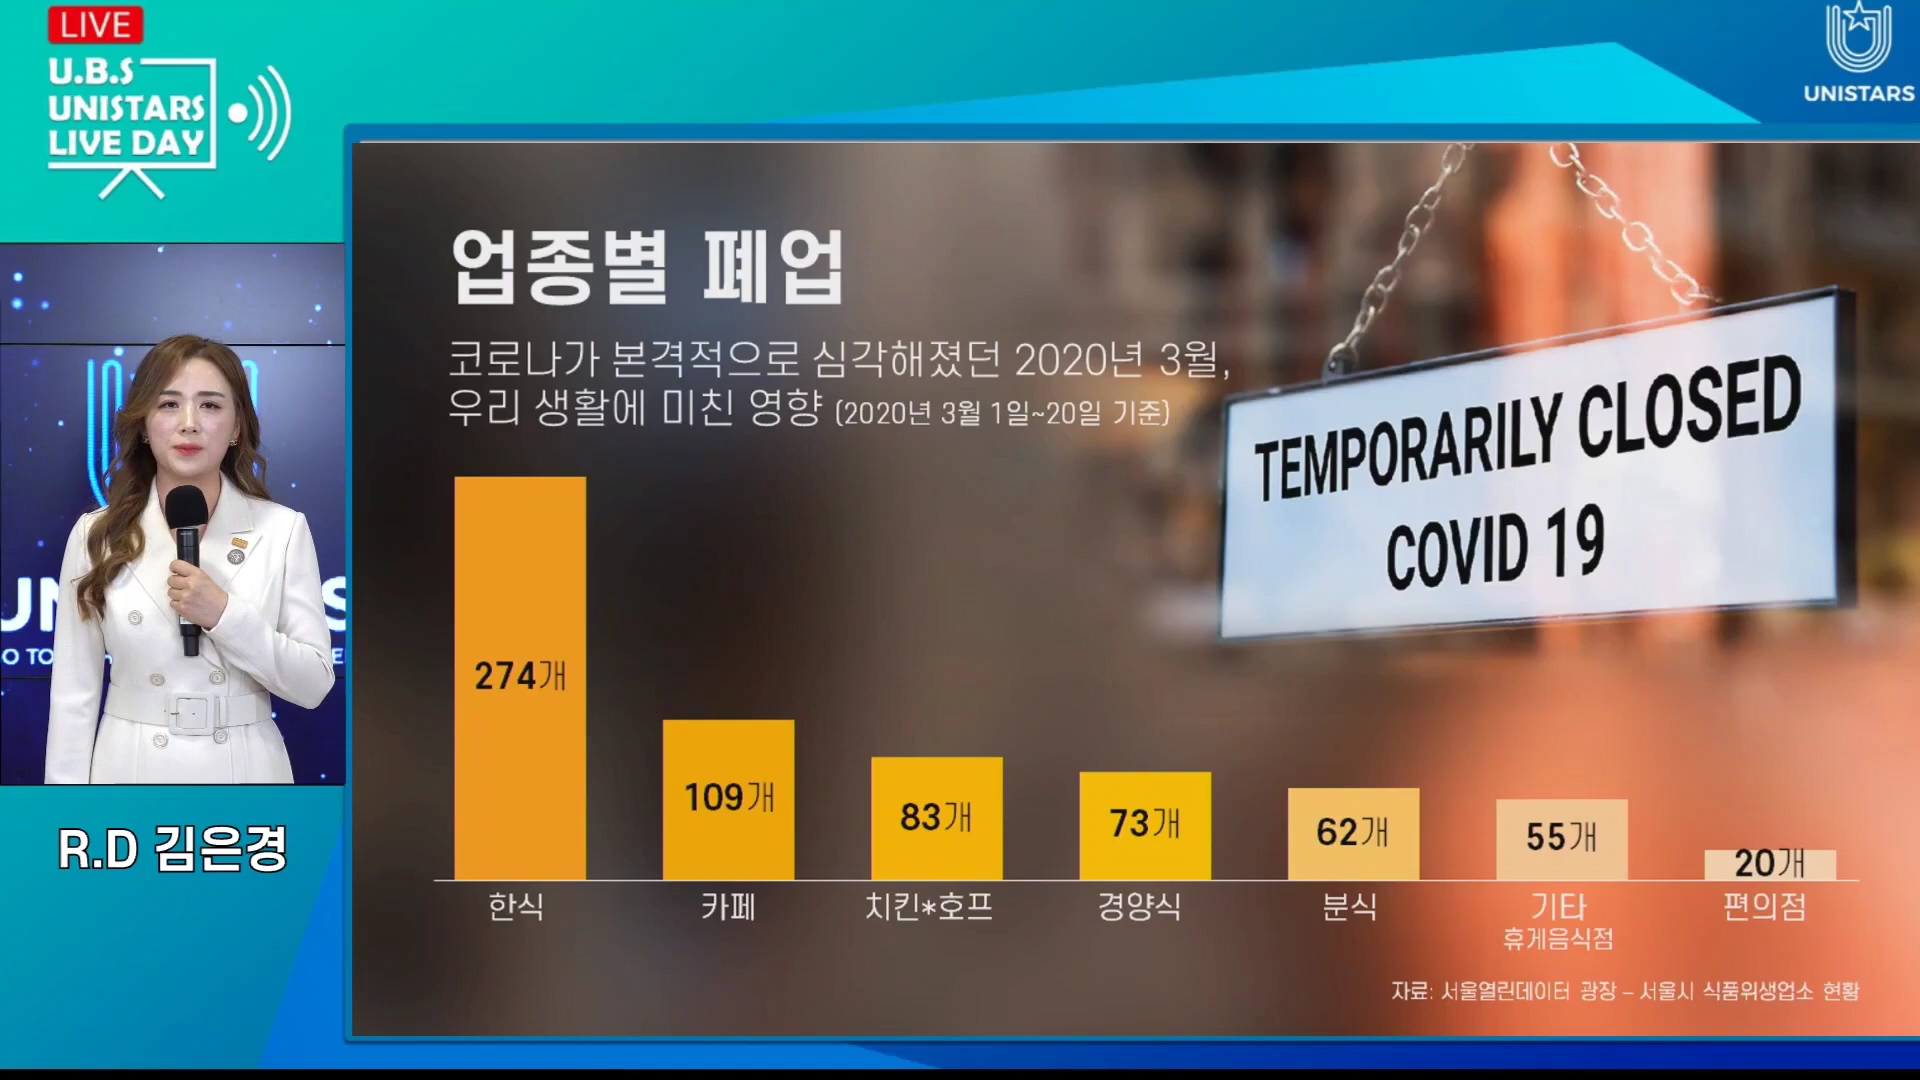 LIVE
U.B.S
UNISTARS
LIVE DAY
UNISTARS
업종별 폐업
코로나가 본격적으로 심각해졌던 2020년 3월,
우리 생활에 미친 영향 (2020년 3월 1일~20일 기준)
TEMPORARILY CLOSED
COVID 19
274개
109개
83개
73개
62개
55개
20개
한식
카페
치킨*호프
경양식
분식
기타
휴게음식점
편의점
자료: 서울열린데이터 광장 – 서울시 식품위생업소 현황
R.D 김은경